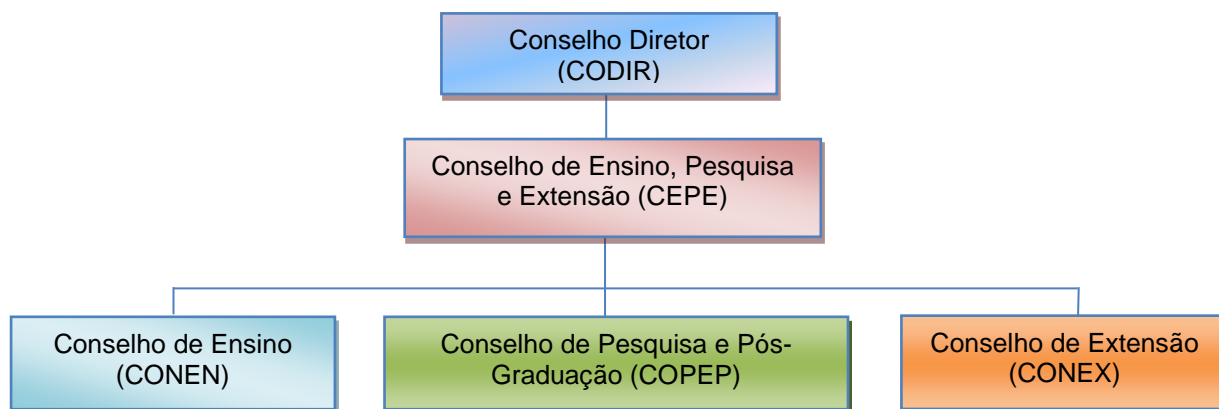 Conselho Diretor
(CODIR)
Conselho de Ensino, Pesquisa
e Extensão (CEPE)
Conselho de Ensino
(CONEN)
Conselho de Pesquisa e Pós-
Graduação (COPEP)
Conselho de Extensão
(CONEX)